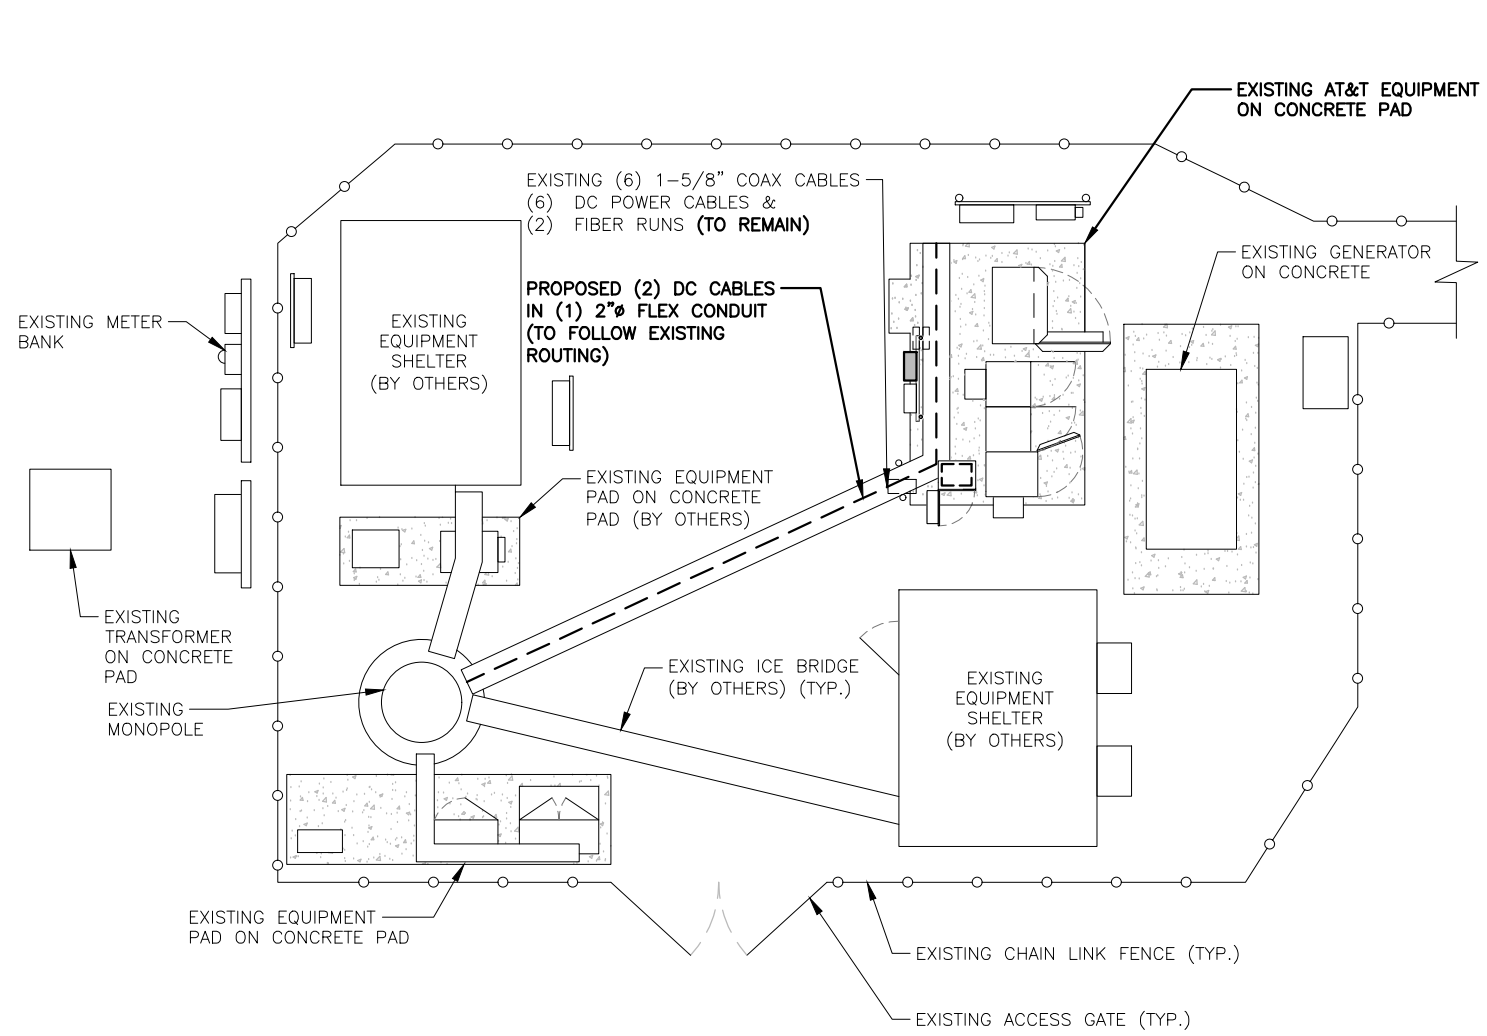 EXISTING AT&T EQUIPMENT
ON CONCRETE PAD
EXISTING (6) 1-5/8" COAX CABLES
(6) DC POWER CABLES &
(2) FIBER RUNS (TO REMAIN)
EXISTING GENERATOR
ON CONCRETE
PROPOSED (2) DC CABLES
IN (1) 2"ø FLEX CONDUIT
(TO FOLLOW EXISTING
ROUTING)
EXISTING METER
BANK
EXISTING
EQUIPMENT
SHELTER
(BY OTHERS)
EXISTING EQUIPMENT
PAD ON CONCRETE
PAD (BY OTHERS)
EXISTING
TRANSFORMER
ON CONCRETE
PAD
EXISTING ICE BRIDGE
(BY OTHERS) (TYP.)
EXISTING
EQUIPMENT
SHELTER
(BY OTHERS)
EXISTING
MONOPOLE
EXISTING EQUIPMENT
PAD ON CONCRETE PAD
EXISTING CHAIN LINK FENCE (TYP.)
EXISTING ACCESS GATE (TYP.)